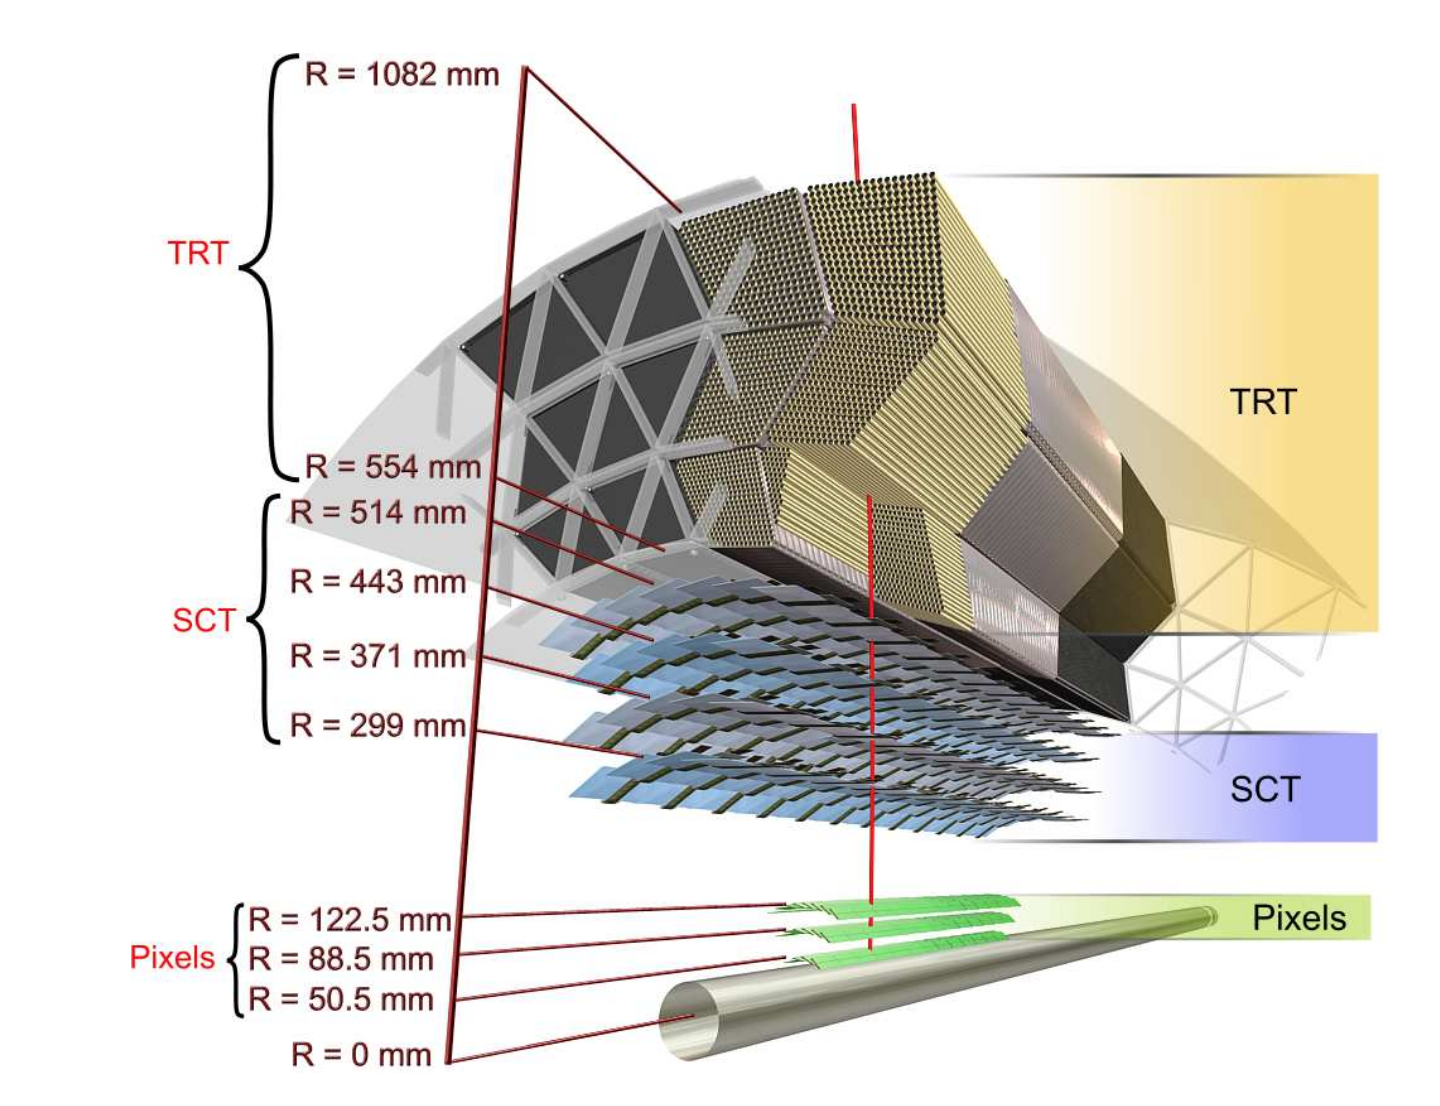 R = 1082 mm
TRT
R = 554 mm
R = 514 mm
R = 443 mm
SCT
R = 371 mm
R = 299 mm
R = 122.5 mm
Pixels
R = 88.5 mm
R = 50.5 mm
R = 0 mm
TRT
SCT
Pixels